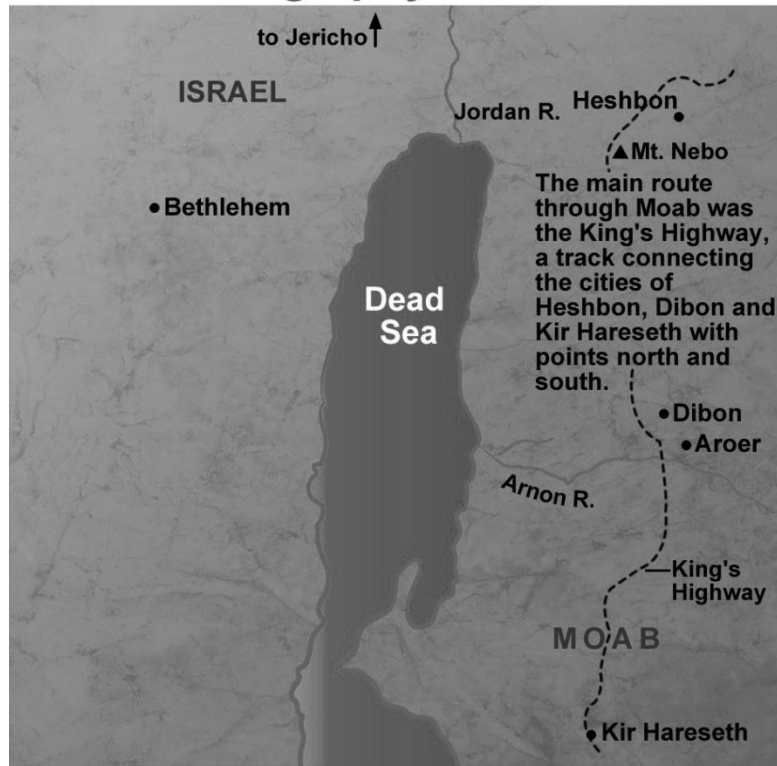 to Jericho
ISRAEL
Jordan R.
Heshbon
Mt. Nebo
Bethlehem
The main route
through Moab was
the King's Highway,
a track connecting
the cities of
Heshbon, Dibon and
Kir Hareseth with
points north and
south.
Dead
Sea
Dibon
Aroer
Arnon R.
King's
Highway
MOAB
Kir Hareseth